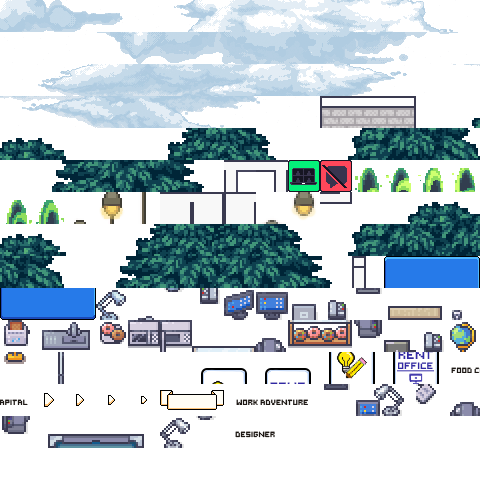 RENT
OFFICE
FOOD C
APITAL
WORK ADVENTURE
DESIGNER